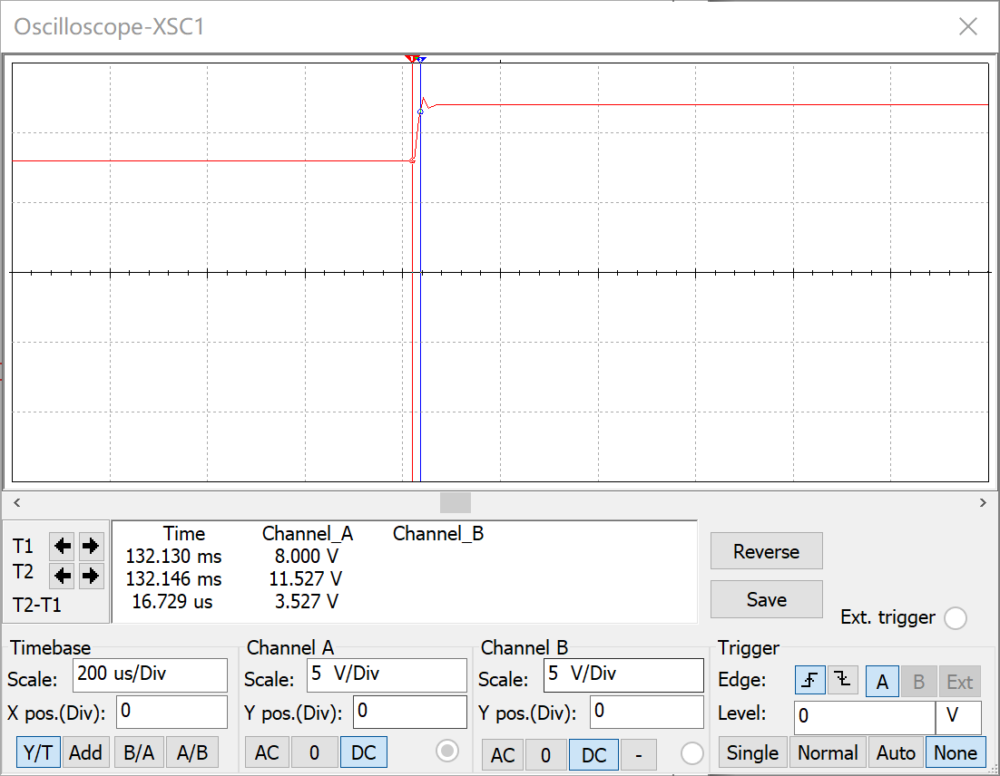 Oscilloscope-XSC1
Time Channel_A Channel_B
T1 132.130 ms 8.000 V
T2 132.146 ms 11.527 V
T2-T1 16.729 us 3.527 V
Reverse
Save
Ext. trigger
Timebase
Scale: 200 us/Div
X pos.(Div): 0
Y/T Add B/A A/B
Channel A
Scale: 5 V/Div
Y pos.(Div): 0
AC 0 DC
Channel B
Scale: 5 V/Div
Y pos.(Div): 0
AC 0 DC -
Trigger
Edge: A B Ext
Level: 0 V
Single Normal Auto None